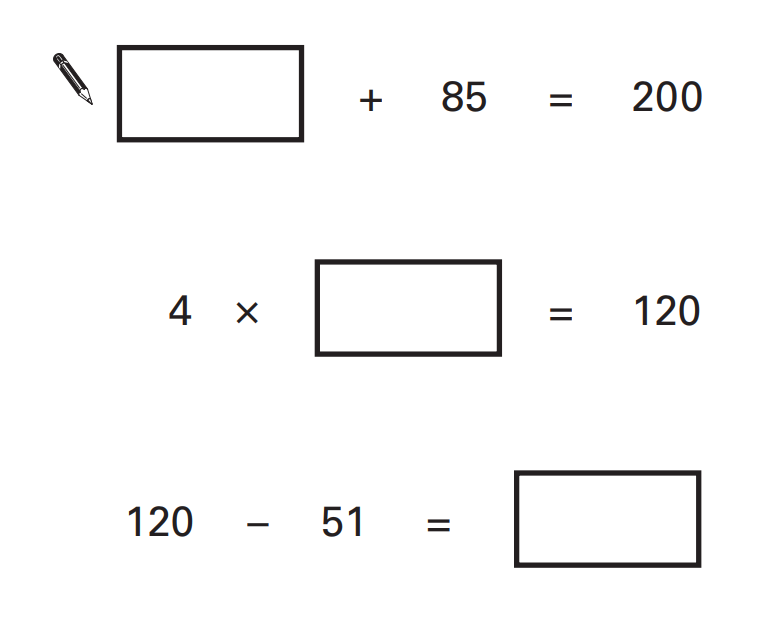 + 85 = 200
4 × = 120
120 – 51 =